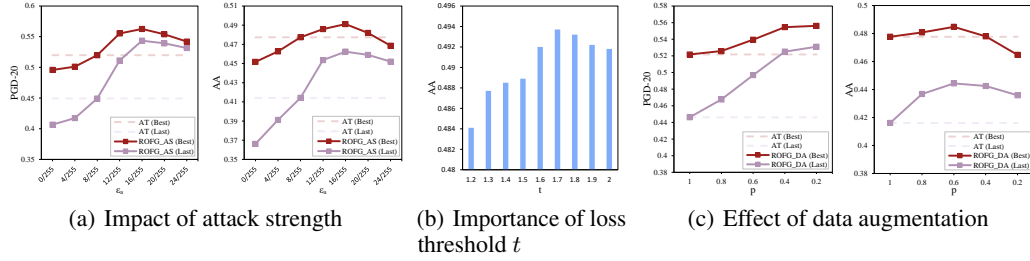 0.6
0.55
0.5
0.45
0.4
0.35
PGD-20
0/255
4/255
8/255
12/255
16/255
20/255
24/255
εa
AT (Best)
AT (Last)
ROFG_AS (Best)
ROFG_AS (Last)
0.51
0.49
0.47
0.45
0.43
0.41
0.39
0.37
0.35
AA
0/255
4/255
8/255
12/255
16/255
20/255
24/255
εa
AT (Best)
AT (Last)
ROFG_AS (Best)
ROFG_AS (Last)
(a) Impact of attack strength
0.496
0.494
0.492
0.49
0.488
0.486
0.484
0.482
0.48
AA
1.2 1.3 1.4 1.5 1.6 1.7 1.8 1.9 2
t
(b) Importance of loss
threshold t
0.58
0.56
0.54
0.52
0.5
0.48
0.46
0.44
0.42
0.4
0.38
PGD-20
1 0.8 0.6 0.4 0.2
p
AT (Best)
AT (Last)
ROFG_DA (Best)
ROFG_DA (Last)
0.5
0.48
0.46
0.44
0.42
0.4
0.38
AA
1 0.8 0.6 0.4 0.2
p
AT (Best)
AT (Last)
ROFG_DA (Best)
ROFG_DA (Last)
(c) Effect of data augmentation